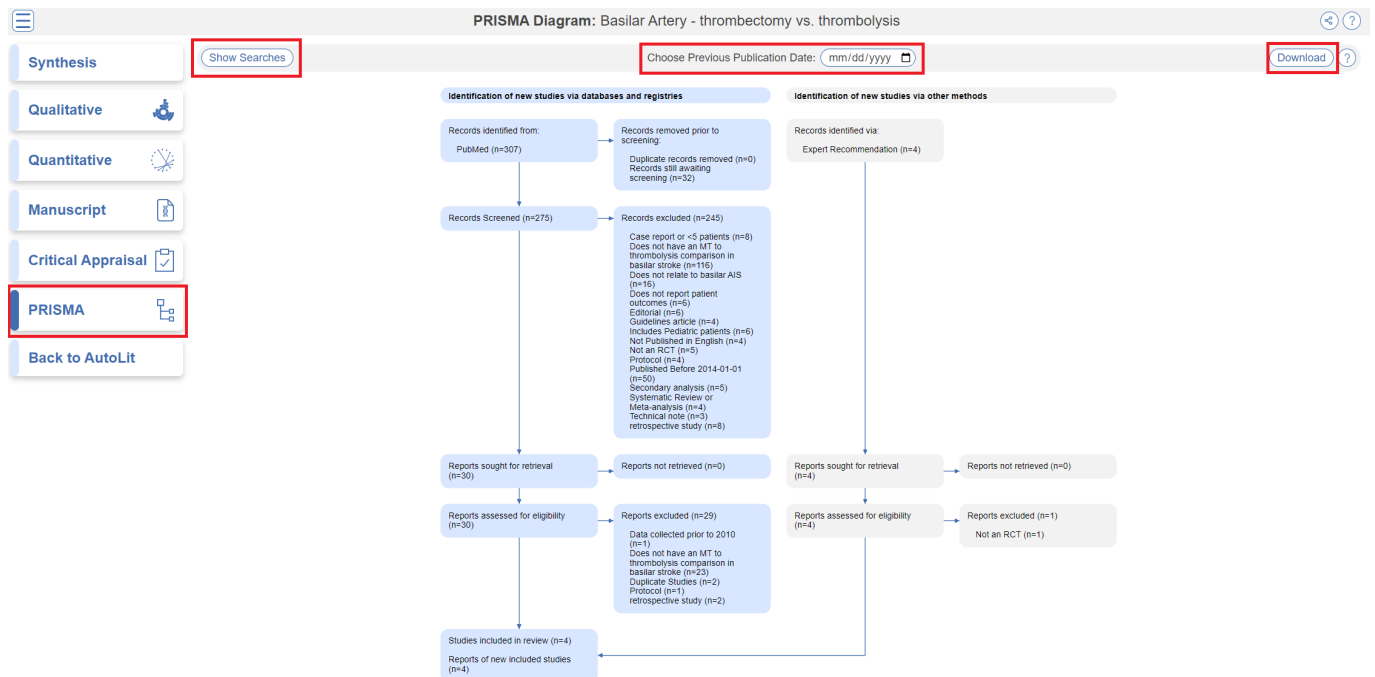 PRISMA Diagram: Basilar Artery - thrombectomy vs. thrombolysis
?
Synthesis
Qualitative
Quantitative
Manuscript
Critical Appraisal
PRISMA
Back to AutoLit
Show Searches
Choose Previous Publication Date: mm/dd/yyyy
Download
?
Identification of new studies via databases and registries
Identification of new studies via other methods
Records identified from:
PubMed (n=307)
Records removed prior to
screening:
Duplicate records removed (n=0)
Records still awaiting
screening (n=32)
Records identified via:
Expert Recommendation (n=4)
Records Screened (n=275)
Records excluded (n=245)
Case report or <5 patients (n=8)
Does not have an MT to
thrombolysis comparison in
basilar stroke (n=116)
Does not relate to basilar AIS
(n=16)
Does not report patient
outcomes (n=6)
Editorial (n=6)
Guidelines article (n=4)
Includes Pediatric patients (n=6)
Not Published in English (n=4)
Not an RCT (n=5)
Protocol (n=4)
Published Before 2014-01-01
(n=50)
Secondary analysis (n=5)
Systematic Review or
Meta-analysis (n=4)
Technical note (n=3)
retrospective study (n=8)
Reports sought for retrieval
(n=30)
Reports not retrieved (n=0)
Reports sought for retrieval
(n=4)
Reports not retrieved (n=0)
Reports assessed for eligibility
(n=30)
Reports excluded (n=29)
Data collected prior to 2010
(n=1)
Does not have an MT to
thrombolysis comparison in
basilar stroke (n=23)
Duplicate Studies (n=2)
Protocol (n=1)
retrospective study (n=2)
Reports assessed for eligibility
(n=4)
Reports excluded (n=1)
Not an RCT (n=1)
Studies included in review (n=4)
Reports of new included studies
(n=4)